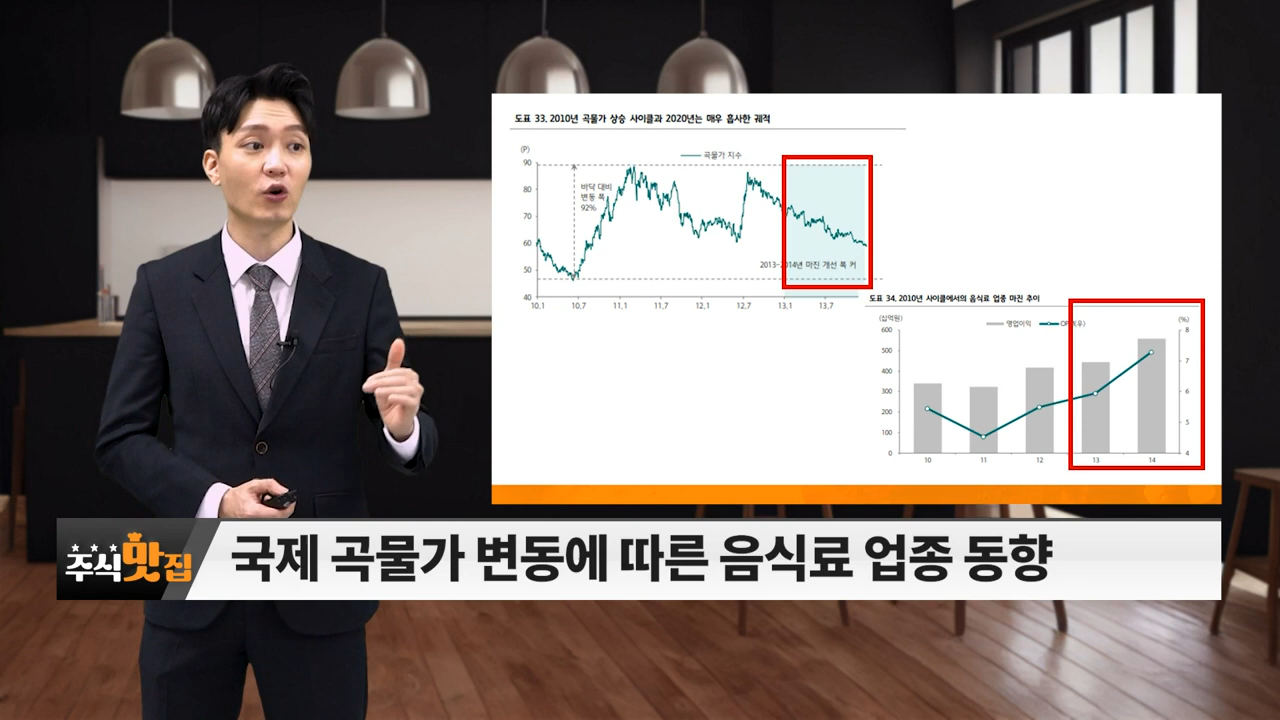 도표 33. 2010년 곡물가 상승 사이클과 2020년는 매우 흡사한 궤적
(P)
곡물가 지수
90
80
70
60
50
40
바닥 대비
변동 폭
92%
2013~2014년 마진 개선 폭 커
10.1 10.7 11.1 11.7 12.1 12.7 13.1 13.7
도표 34. 2010년 사이클에서의 음식료 업종 마진 추이
(십억원)
영업이익
(우)
(%)
600
500
400
300
200
100
0
8
7
6
5
4
10 11 12 13 14
주식맛집
국제 곡물가 변동에 따른 음식료 업종 동향